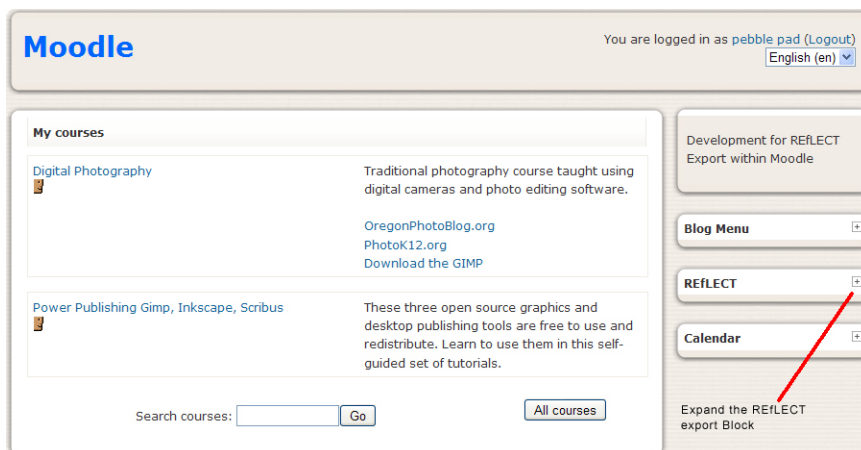 Moodle
You are logged in as pebble pad (Logout)
English (en)
My courses
Digital Photography
Traditional photography course taught using
digital cameras and photo editing software.
OregonPhotoBlog.org
PhotoK12.org
Download the GIMP
Power Publishing Gimp, Inkscape, Scribus
These three open source graphics and
desktop publishing tools are free to use and
redistribute. Learn to use them in this self-
guided set of tutorials.
Search courses:
Go
All courses
Development for REfLECT
Export within Moodle
Blog Menu
REfLECT
Calendar
Expand the REfLECT
export Block